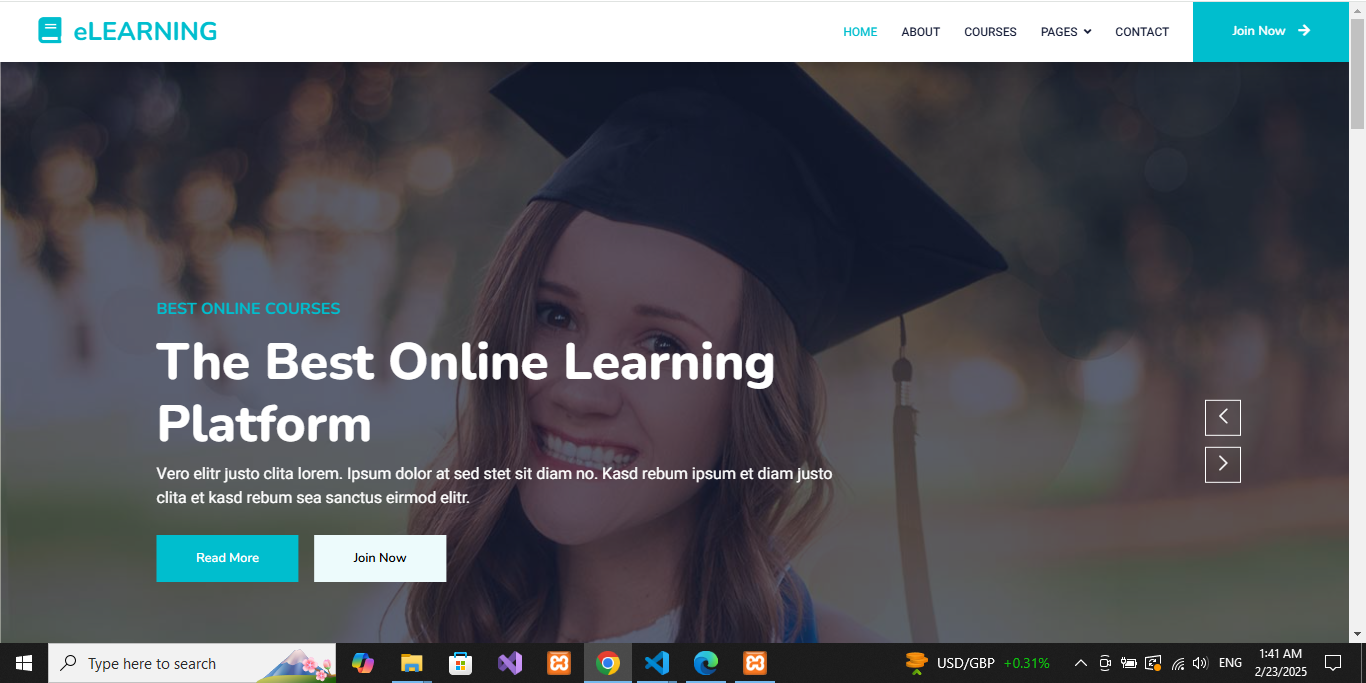 eLEARNING
HOME ABOUT COURSES PAGES CONTACT Join Now
BEST ONLINE COURSES
The Best Online Learning
Platform
Vero elitr justo clita lorem. Ipsum dolor at sed stet sit diam no. Kasd rebum ipsum et diam justo
clita et kasd rebum sea sanctus eirmod elitr.
Read More Join Now
Type here to search
USD/GBP +0.31%
ENG
1:41 AM
2/23/2025